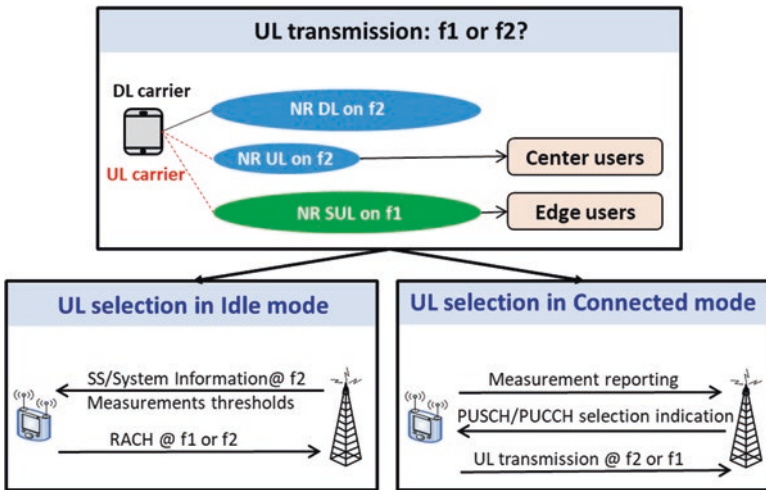 UL transmission: f1 or f2?
DL carrier
NR DL on f2
UL carrier
NR UL on f2
Center users
NR SUL on f1
Edge users
UL selection in Idle mode
SS/System Information@ f2
Measurements thresholds
RACH @ f1 or f2
UL selection in Connected mode
Measurement reporting
PUSCH/PUCCH selection indication
UL transmission @ f2 or f1